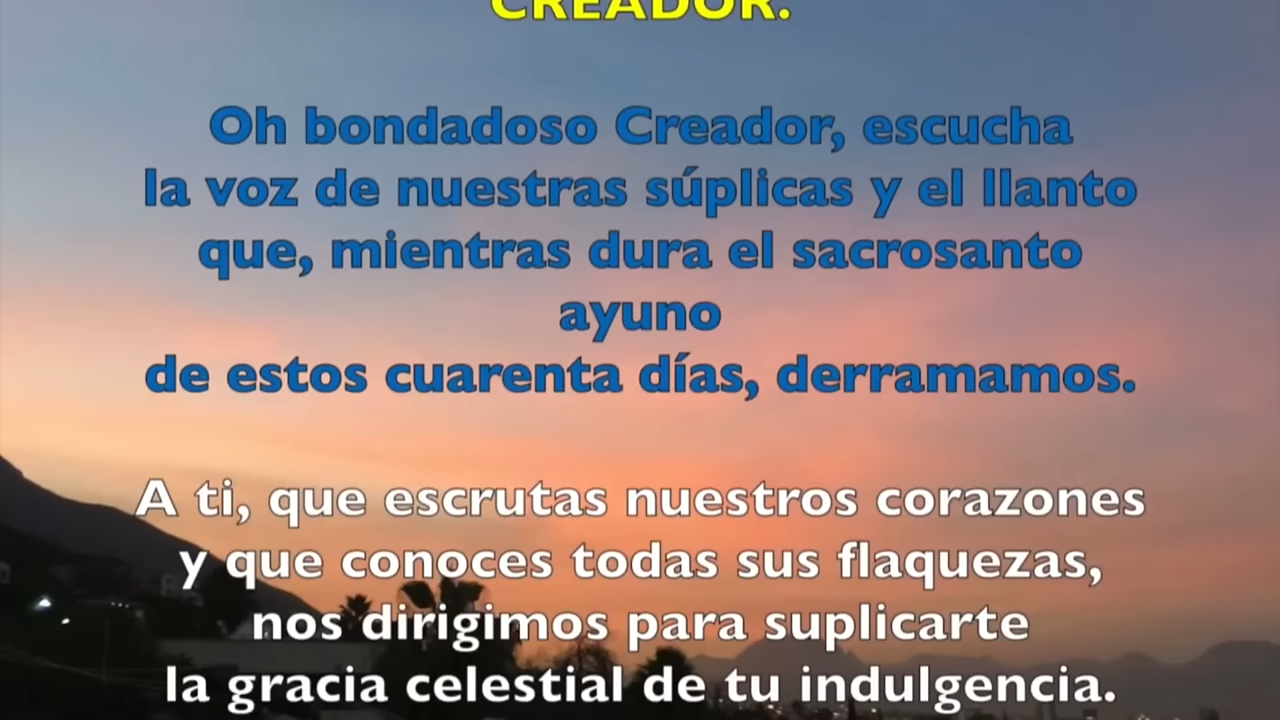 CREADOR.
Oh bondadoso Creador, escucha
la voz de nuestras súplicas y el llanto
que, mientras dura el sacrosanto
ayuno
de estos cuarenta días, derramamos.
A ti, que escrutas nuestros corazones
y que conoces todas sus flaquezas,
nos dirigimos para suplicarte
la gracia celestial de tu indulgencia.